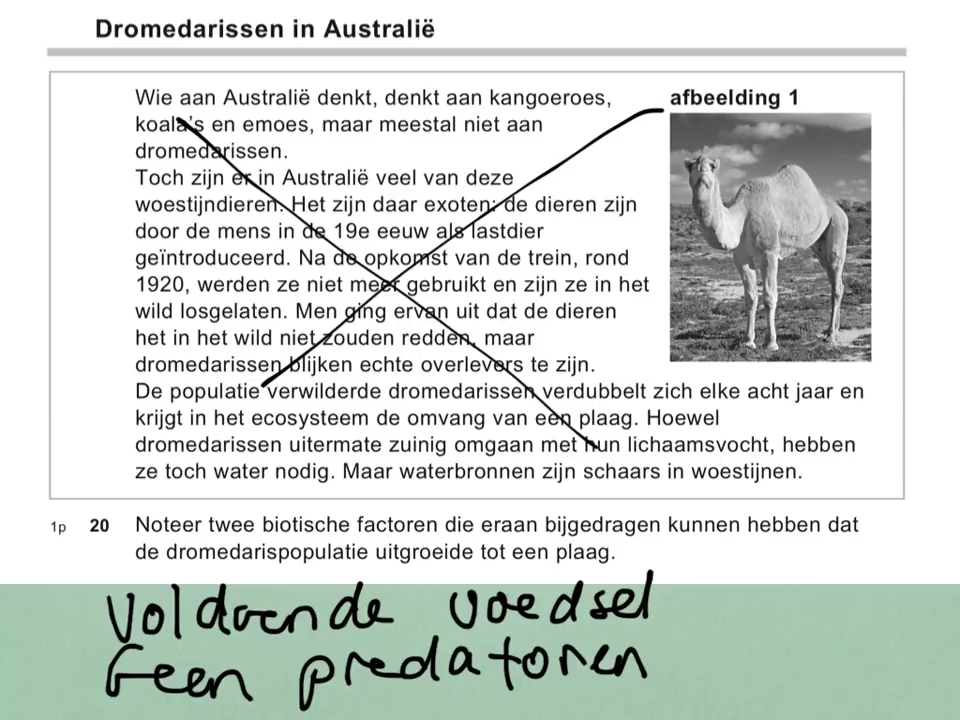 Dromedarissen in Australië
Wie aan Australië denkt, denkt aan kangoeroes,
koala's en emoes, maar meestal niet aan
dromedarissen.
Toch zijn er in Australië veel van deze
woestijndieren. Het zijn daar exoten: de dieren zijn
door de mens in de 19e eeuw als lastdier
geïntroduceerd. Na de opkomst van de trein, rond
1920, werden ze niet meer gebruikt en zijn ze in het
wild losgelaten. Men ging ervan uit dat de dieren
het in het wild niet zouden redden, maar
dromedarissen blijken echte overlevers te zijn.
De populatie verwilderde dromedarissen verdubbelt zich elke acht jaar en
krijgt in het ecosysteem de omvang van een plaag. Hoewel
dromedarissen uitermate zuinig omgaan met hun lichaamsvocht, hebben
ze toch water nodig. Maar waterbronnen zijn schaars in woestijnen.
afbeelding 1
1p 20 Noteer twee biotische factoren die eraan bijgedragen kunnen hebben dat
de dromedarispopulatie uitgroeide tot een plaag.
Voldoende voedsel
Geen predatoren